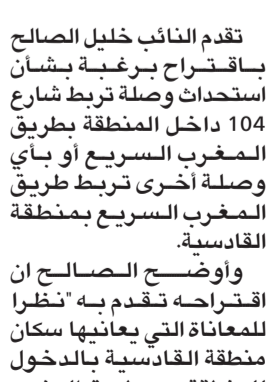 تقدم النائب خليل الصالح
باقتراح برغبة بشأن
استحداث وصلة تربط شارع
104 داخل المنطقة بطريق
المغرب السريع أو بأي
وصلة أخرى تربط طريق
المغرب السريع بمنطقة
القادسية.
وأوضح الصالح ان
اقتراحه تقدم به "نظرا
للمعاناة التي يعانيها سكان
منطقة القادسية بالدخول